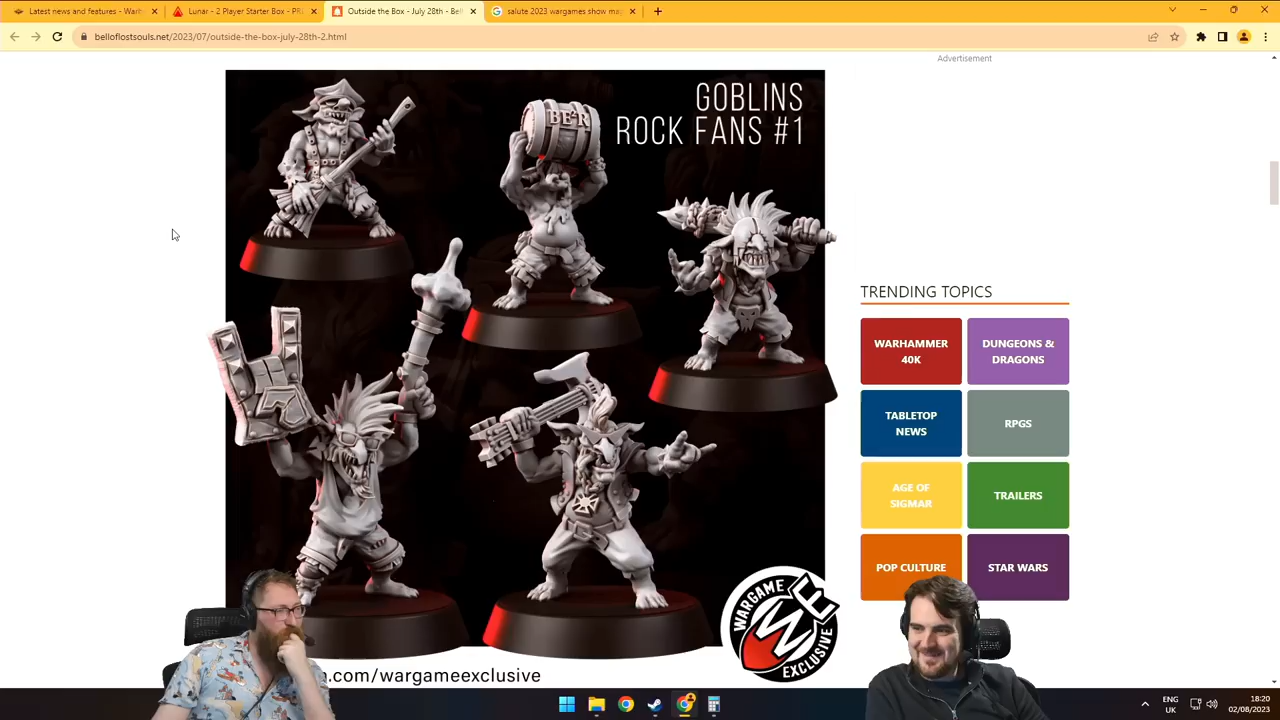 Latest news and features - Warh
Lunar - 2 Player Starter Box - PR
Outside the Box - July 28th - Bel
salute 2023 wargames show ma
belloflostsouls.net/2023/07/outside-the-box-july-28th-2.html
Advertisement
GOBLINS
ROCK FANS #1
BEER
TRENDING TOPICS
WARHAMMER
40K
DUNGEONS &
DRAGONS
TABLETOP
NEWS
RPGS
AGE OF
SIGMAR
TRAILERS
POP CULTURE
STAR WARS
WARGAME
EXCLUSIVE
.com/wargameexclusive
ENG
UK
18:20
02/08/2023